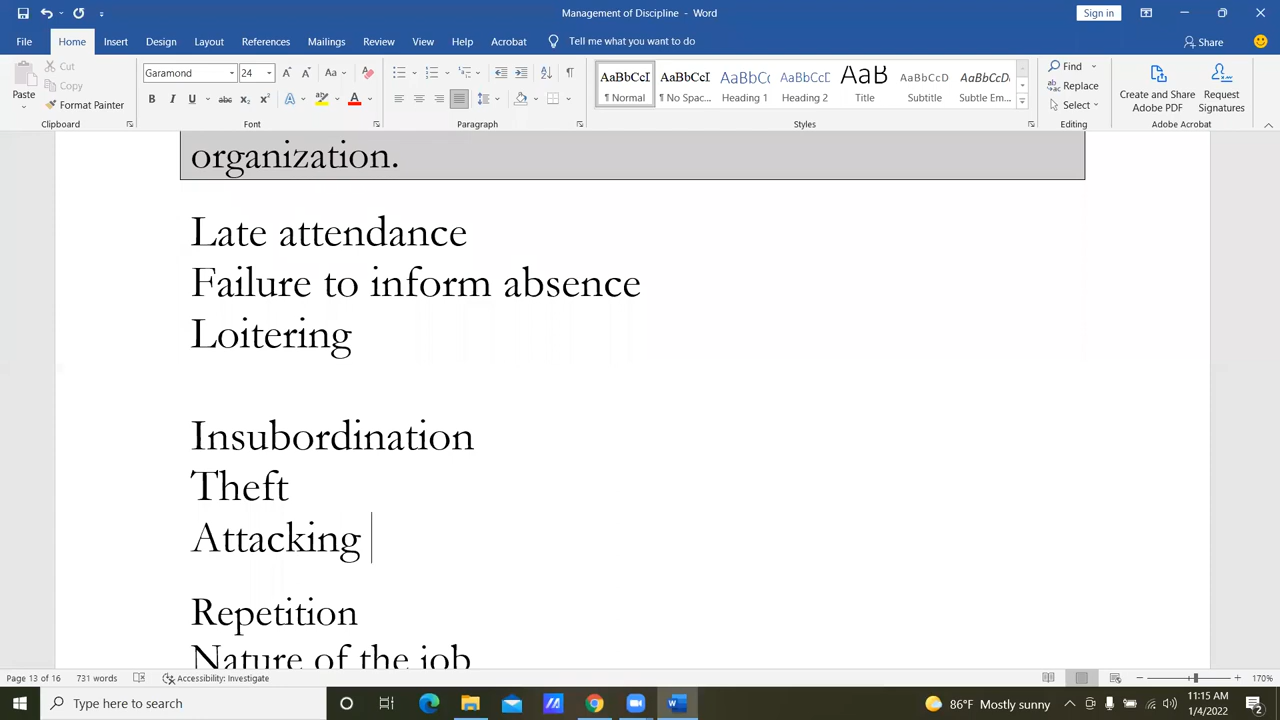 Management of Discipline - Word
Sign in
File Home Insert Design Layout References Mailings Review View Help Acrobat Tell me what you want to do Share
Paste
Cut
Copy
Format Painter
Clipboard
Garamond 24
Font
Paragraph
AaBbCcI AaBbCcI AaBbCc AaBbCcI AaB AaBbCcD AaBbCcD
¶ Normal ¶ No Spac... Heading 1 Heading 2 Title Subtitle Subtle Em...
Styles
Find
Replace
Select
Editing
Create and Share Adobe PDF
Request Signatures
Adobe Acrobat
organization.
Late attendance
Failure to inform absence
Loitering
Insubordination
Theft
Attacking
Repetition
Nature of the job
Page 13 of 16 731 words Accessibility: Investigate 170%
Type here to search
86°F Mostly sunny
11:15 AM
1/4/2022
2